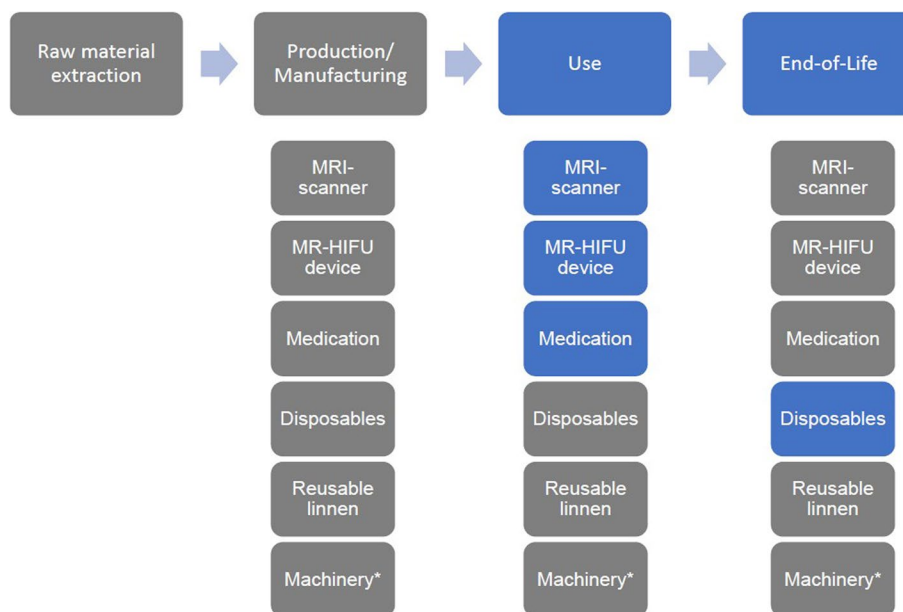 Raw material
extraction
Production/
Manufacturing
Use
End-of-Life
MRI-
scanner
MR-HIFU
device
Medication
Disposables
Reusable
linnen
Machinery*
MRI-
scanner
MR-HIFU
device
Medication
Disposables
Reusable
linnen
Machinery*
MRI-
scanner
MR-HIFU
device
Medication
Disposables
Reusable
linnen
Machinery*